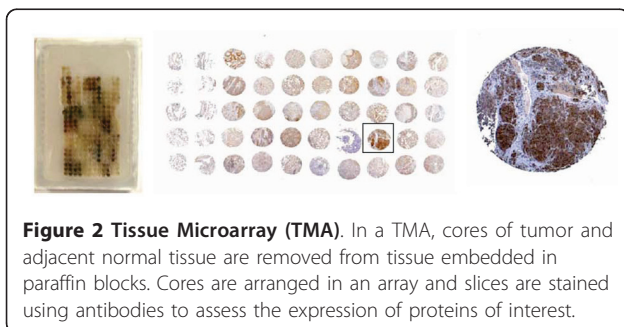 Figure 2 Tissue Microarray (TMA). In a TMA, cores of tumor and
adjacent normal tissue are removed from tissue embedded in
paraffin blocks. Cores are arranged in an array and slices are stained
using antibodies to assess the expression of proteins of interest.